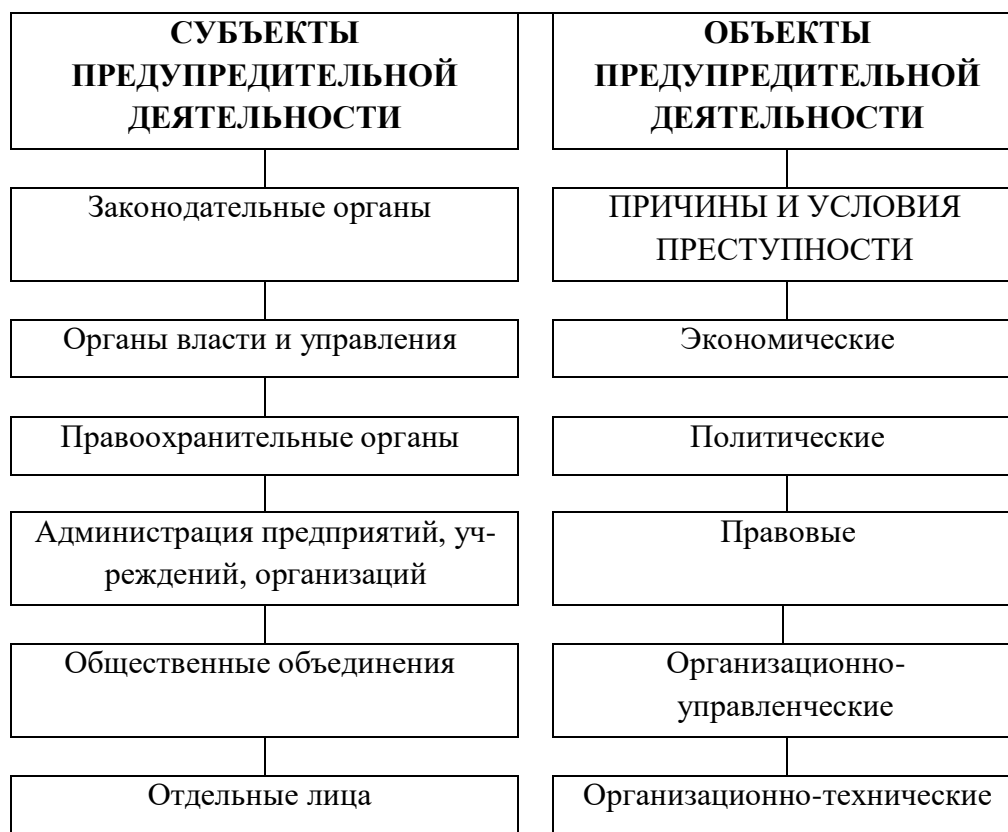 СУБЪЕКТЫ
ПРЕДУПРЕДИТЕЛЬНОЙ
ДЕЯТЕЛЬНОСТИ
Законодательные органы
Органы власти и управления
Правоохранительные органы
Администрация предприятий, уч-
реждений, организаций
Общественные объединения
Отдельные лица
ОБЪЕКТЫ
ПРЕДУПРЕДИТЕЛЬНОЙ
ДЕЯТЕЛЬНОСТИ
ПРИЧИНЫ И УСЛОВИЯ
ПРЕСТУПНОСТИ
Экономические
Политические
Правовые
Организационно-
управленческие
Организационно-технические